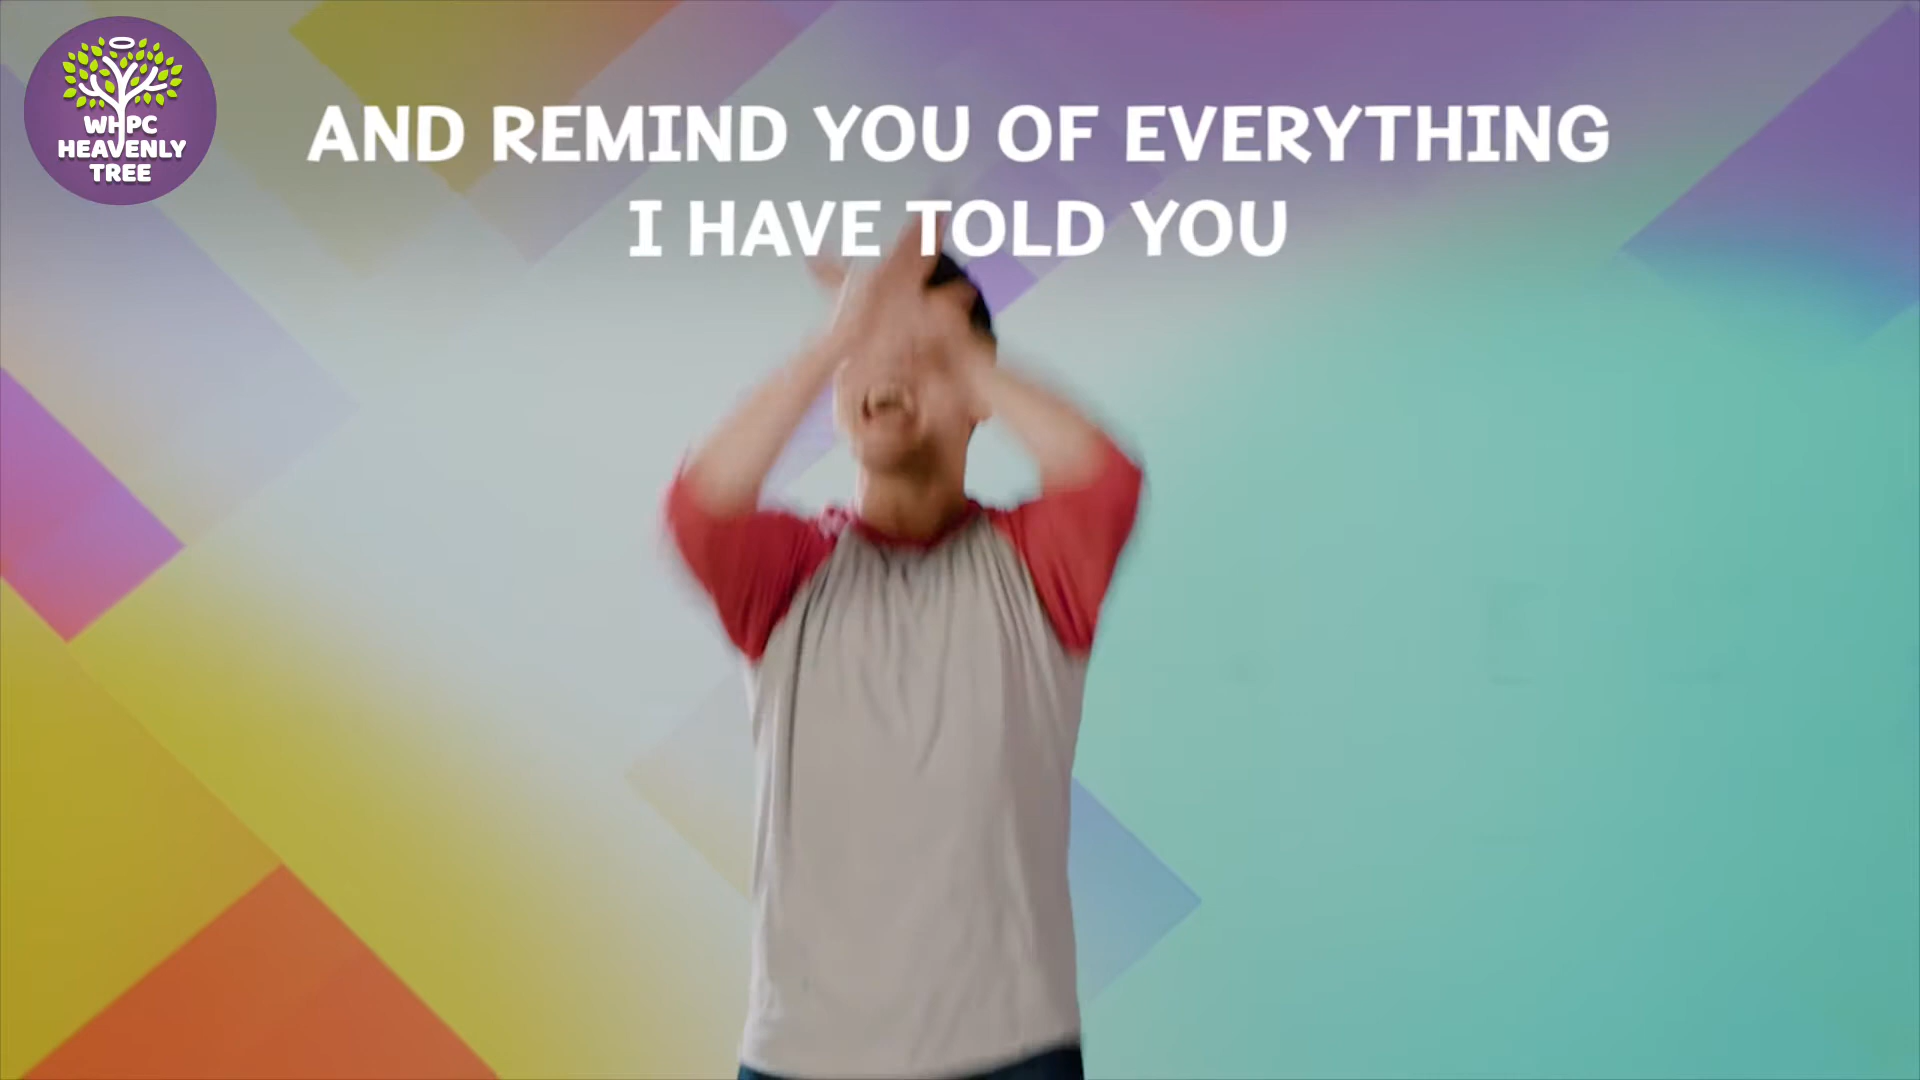 WHPC
HEAVENLY
TREE
AND REMIND YOU OF EVERYTHING
I HAVE TOLD YOU